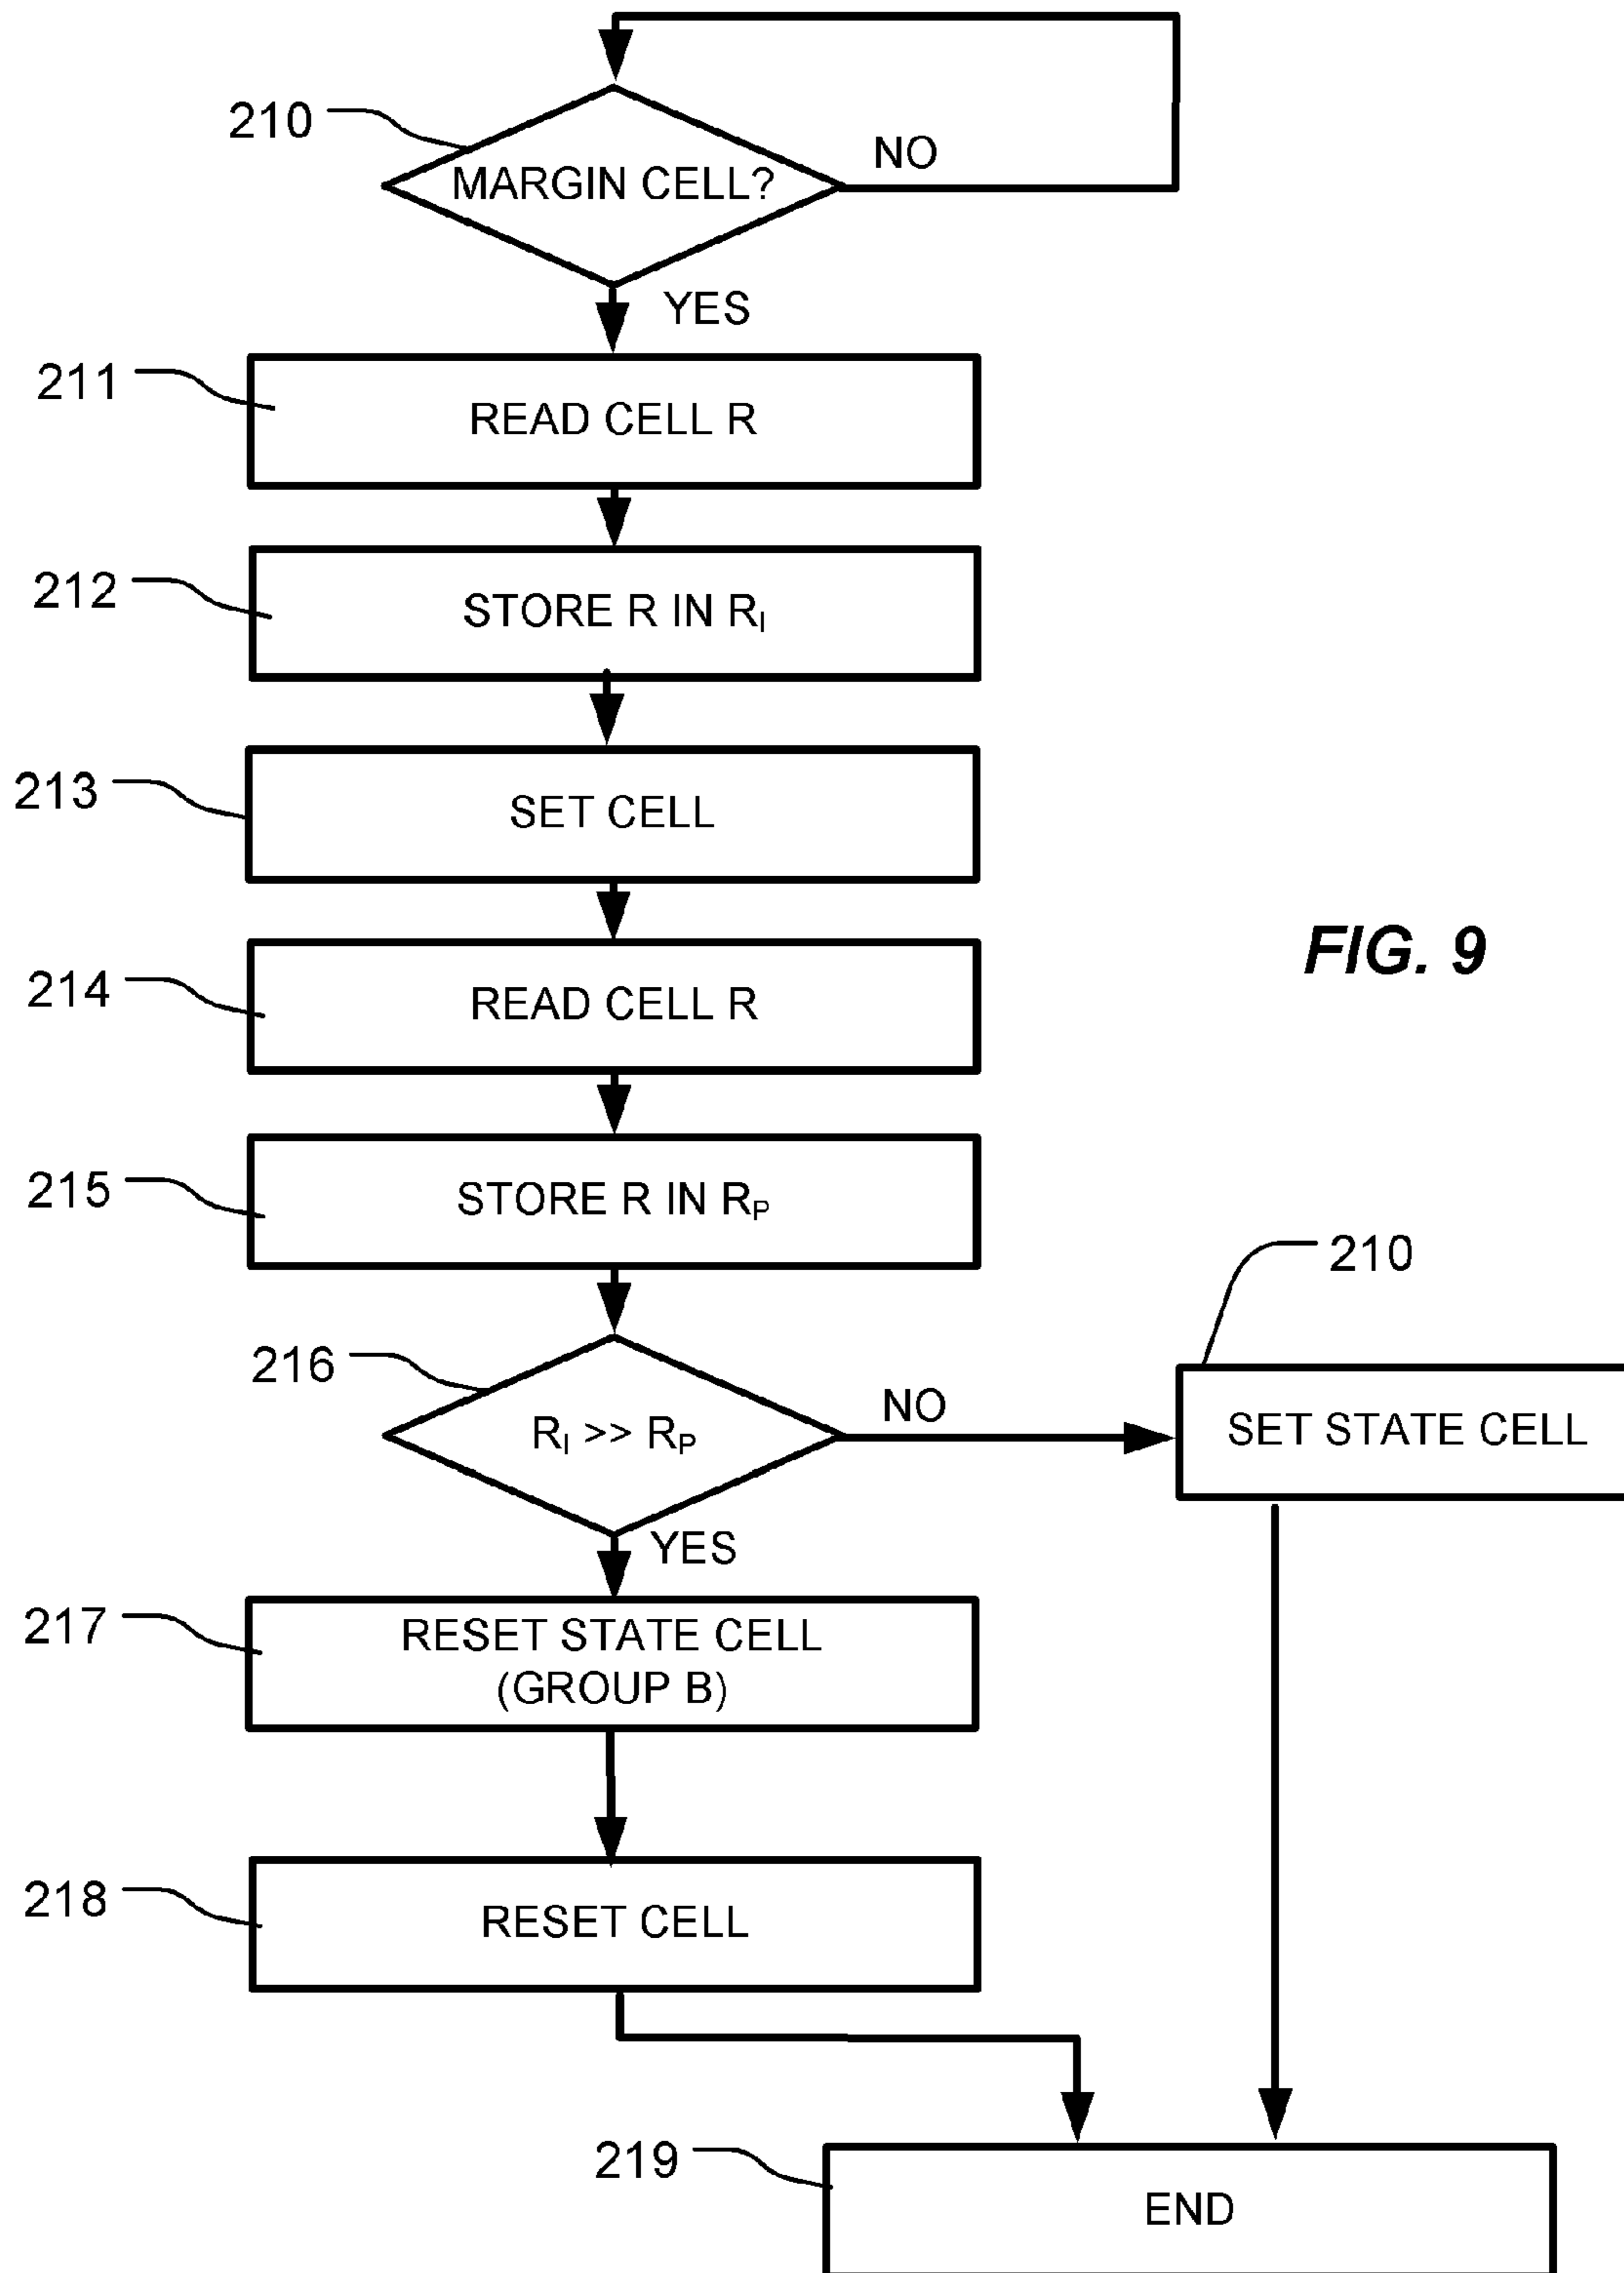 210
MARGIN CELL?
NO
YES
211
READ CELL R
212
STORE R IN R_I
213
SET CELL
FIG. 9
214
READ CELL R
215
STORE R IN R_P
210
216
R_I >> R_P
NO
SET STATE CELL
YES
217
RESET STATE CELL
(GROUP B)
218
RESET CELL
219
END